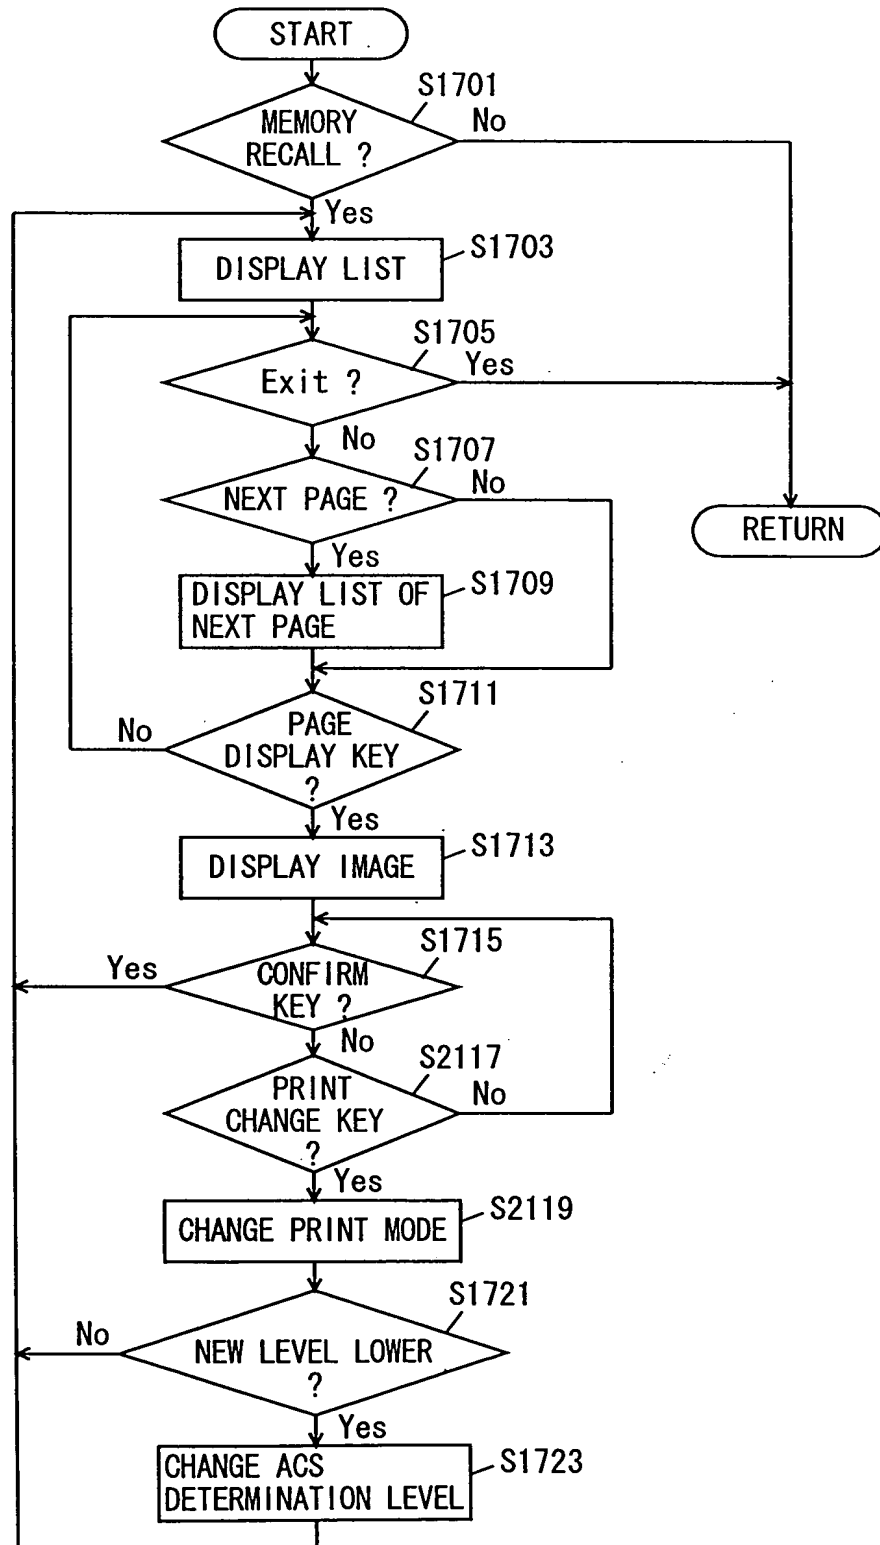 START
S1701
MEMORY
RECALL ?
No
Yes
DISPLAY LIST
S1703
S1705
Exit ?
Yes
No
S1707
NEXT PAGE ?
No
RETURN
Yes
S1709
DISPLAY LIST OF
NEXT PAGE
S1711
No
PAGE
DISPLAY KEY
?
Yes
DISPLAY IMAGE
S1713
S1715
Yes
CONFIRM
KEY ?
No
S2117
PRINT
CHANGE KEY
?
No
Yes
CHANGE PRINT MODE
S2119
S1721
No
NEW LEVEL LOWER
?
Yes
CHANGE ACS
DETERMINATION LEVEL
S1723